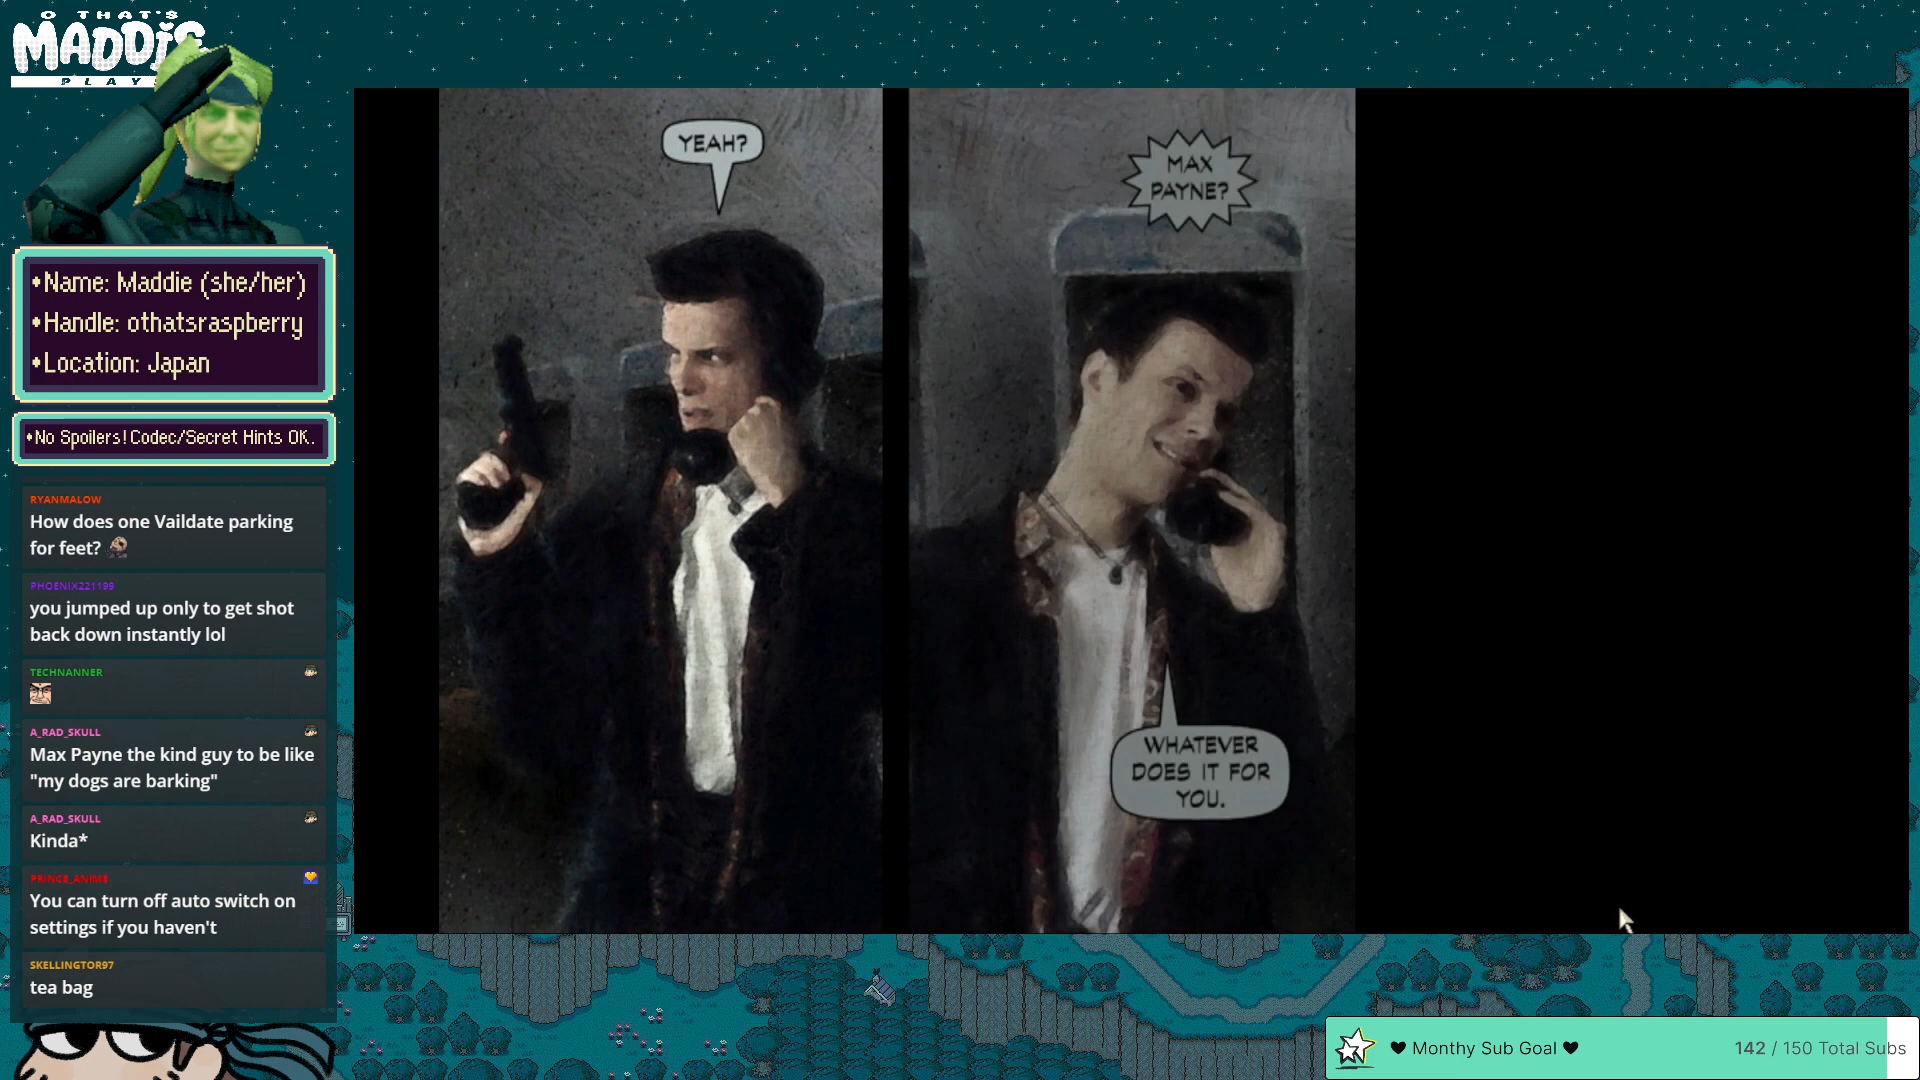 O THAT'S
MADDIE
PLAY
•Name: Maddie (she/her)
•Handle: othatsraspberry
•Location: Japan
•No Spoilers! Codec/Secret Hints OK.
RYANMALOW
How does one Vaildate parking
for feet?
PHOENIX221199
you jumped up only to get shot
back down instantly lol
TECHNANNER
A_RAD_SKULL
Max Payne the kind guy to be like
"my dogs are barking"
A_RAD_SKULL
Kinda*
PRINCE_ANIME
You can turn off auto switch on
settings if you haven't
SKELLINGTOR97
tea bag
YEAH?
MAX
PAYNE?
WHATEVER
DOES IT FOR
YOU.
♥ Monthy Sub Goal ♥
142 / 150 Total Subs